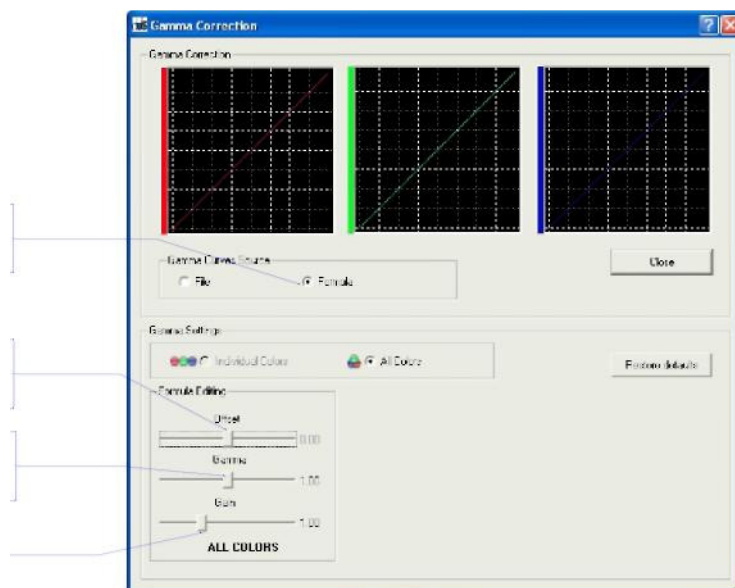 Gamma Correction
Gamma Correction
Gamma Curves Source
File
Formula
Close
Gamma Settings
Individual Colors
All Colors
Restore defaults
Formula Editing
Offset
0.00
Gamma
1.00
Gain
1.00
ALL COLORS